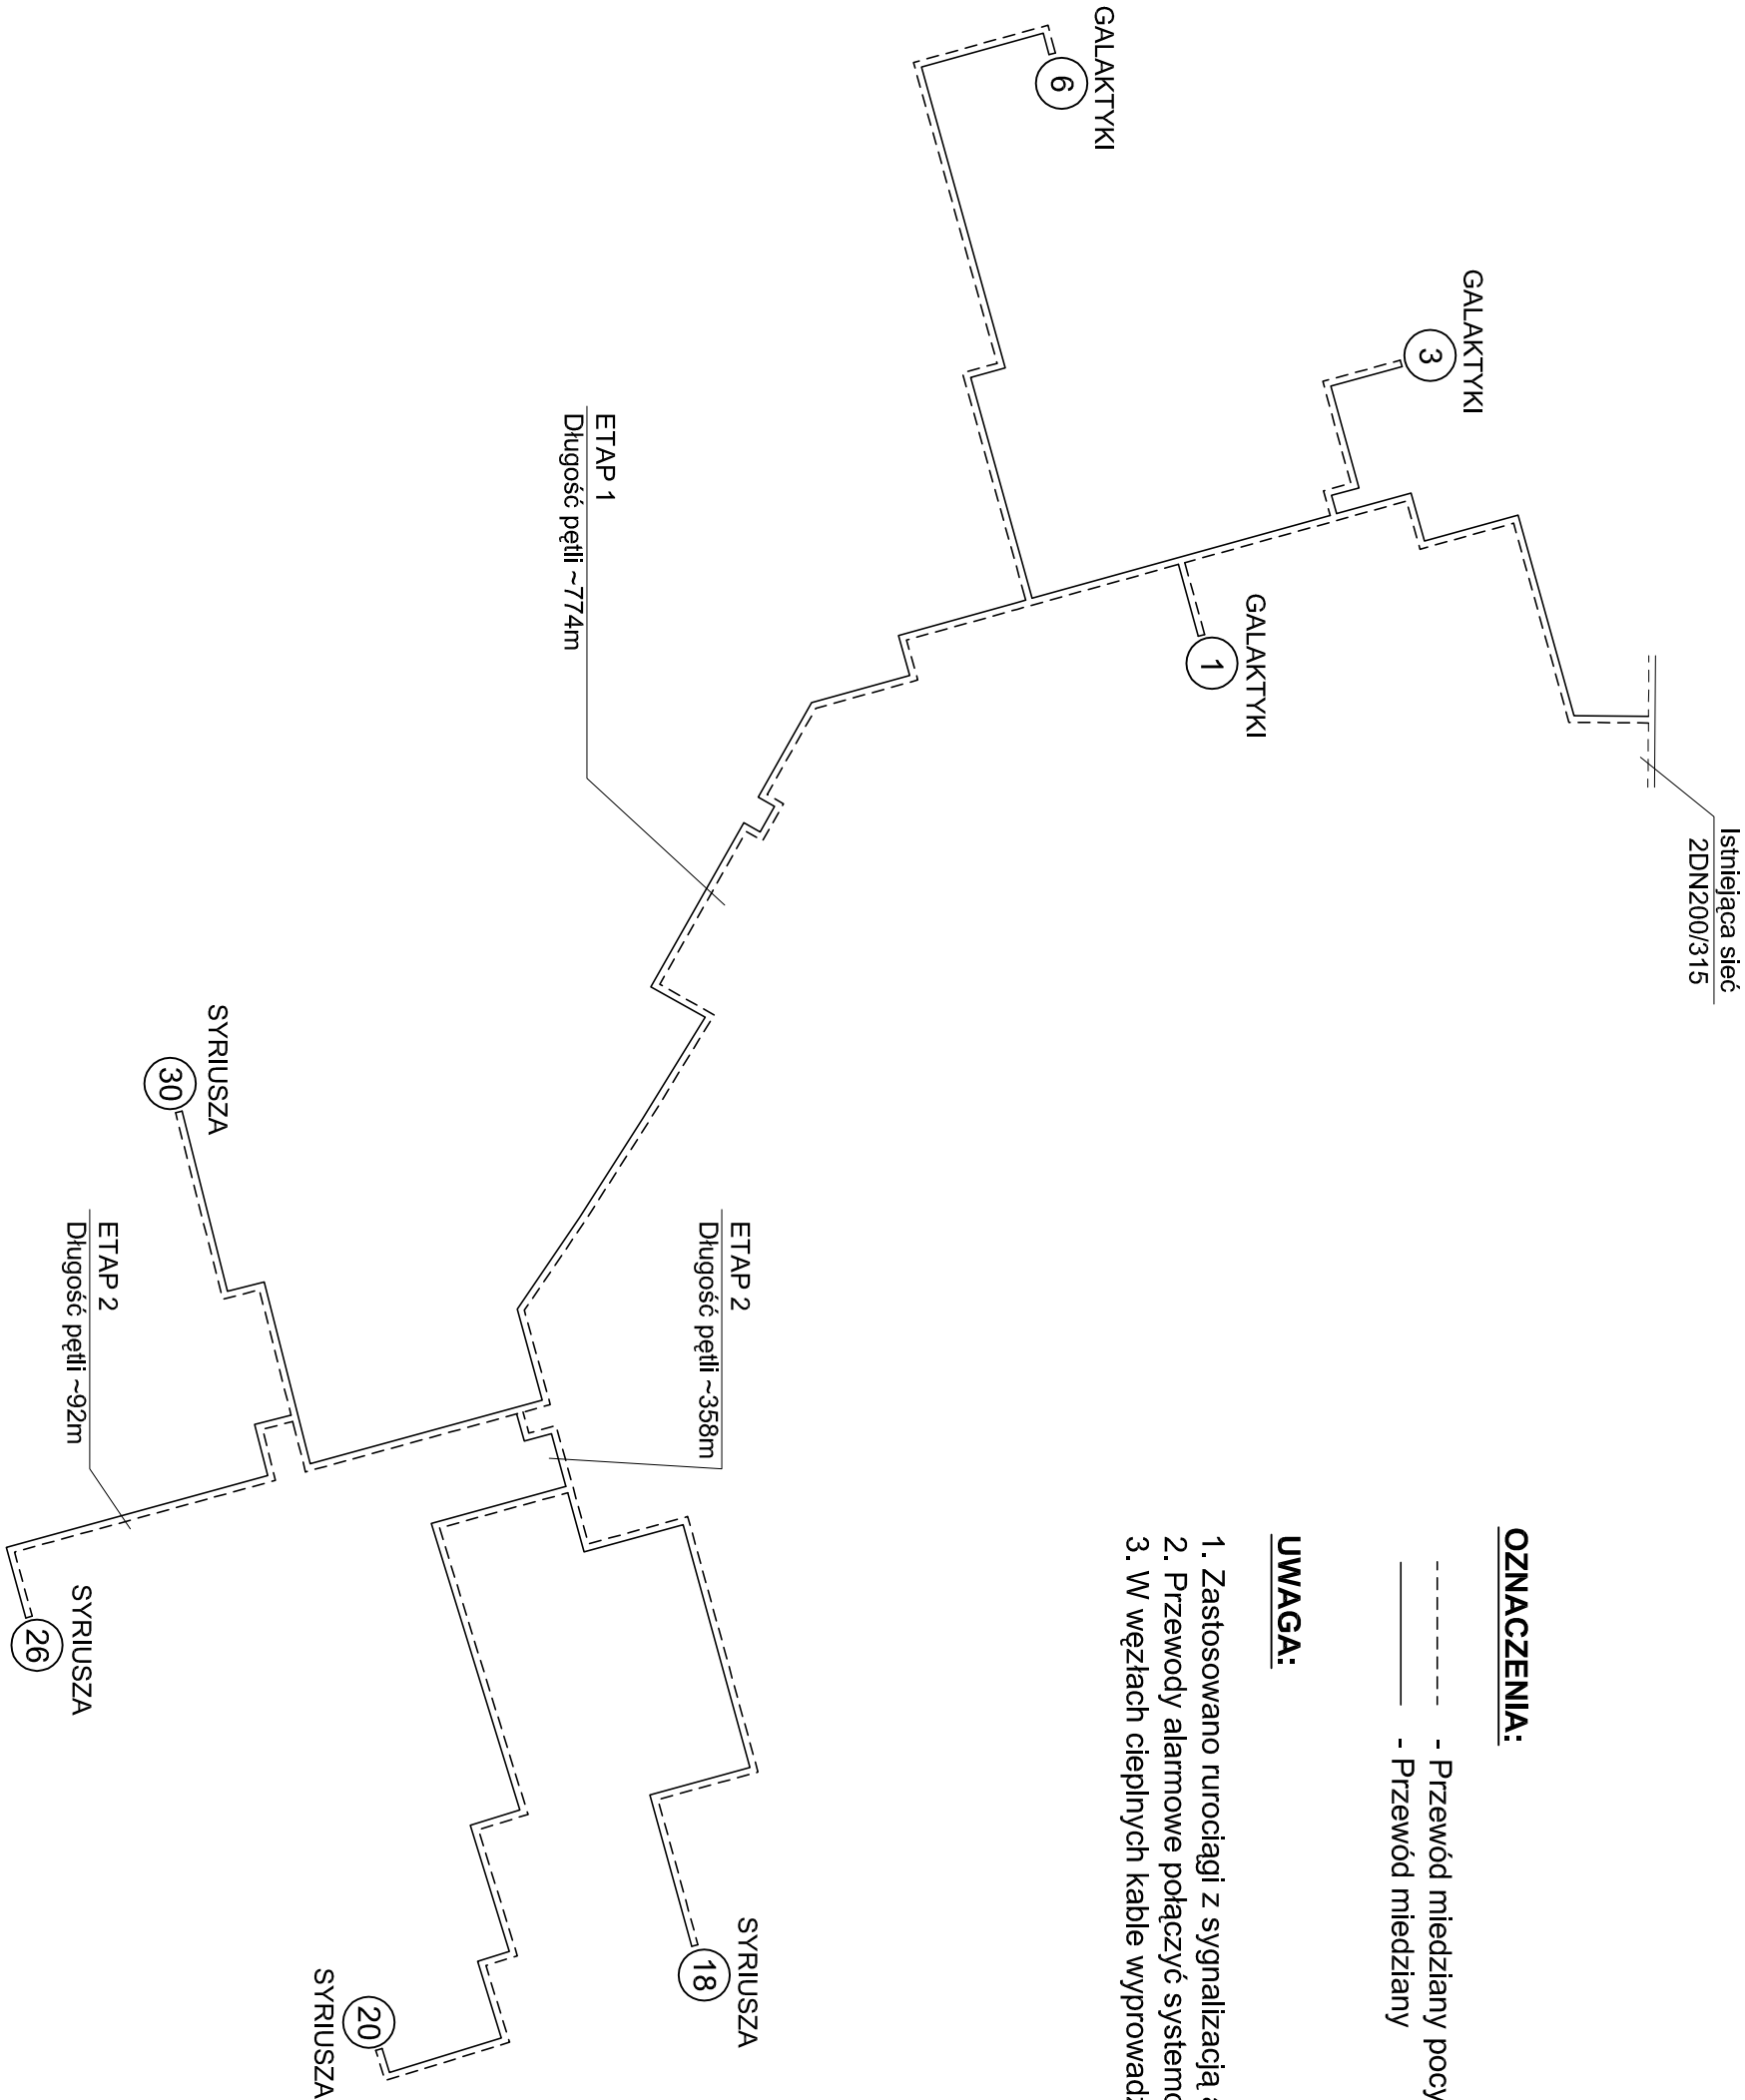 Istniejąca sieć
2DN200/315
GALAKTYKI
3
GALAKTYKI
1
GALAKTYKI
6
ETAP 1
Długość pętli ~774m
ETAP 2
Długość pętli ~358m
SYRIUSZA
30
ETAP 2
Długość pętli ~92m
SYRIUSZA
26
SYRIUSZA
18
20
SYRIUSZA
OZNACZENIA:
- Przewód miedziany
- Przewód miedziany
UWAGA:
1. Zastosowano rurociągi z sygnalizacją
2. Przewody alarmowe połączyć
3. W węzłach cieplnych kable